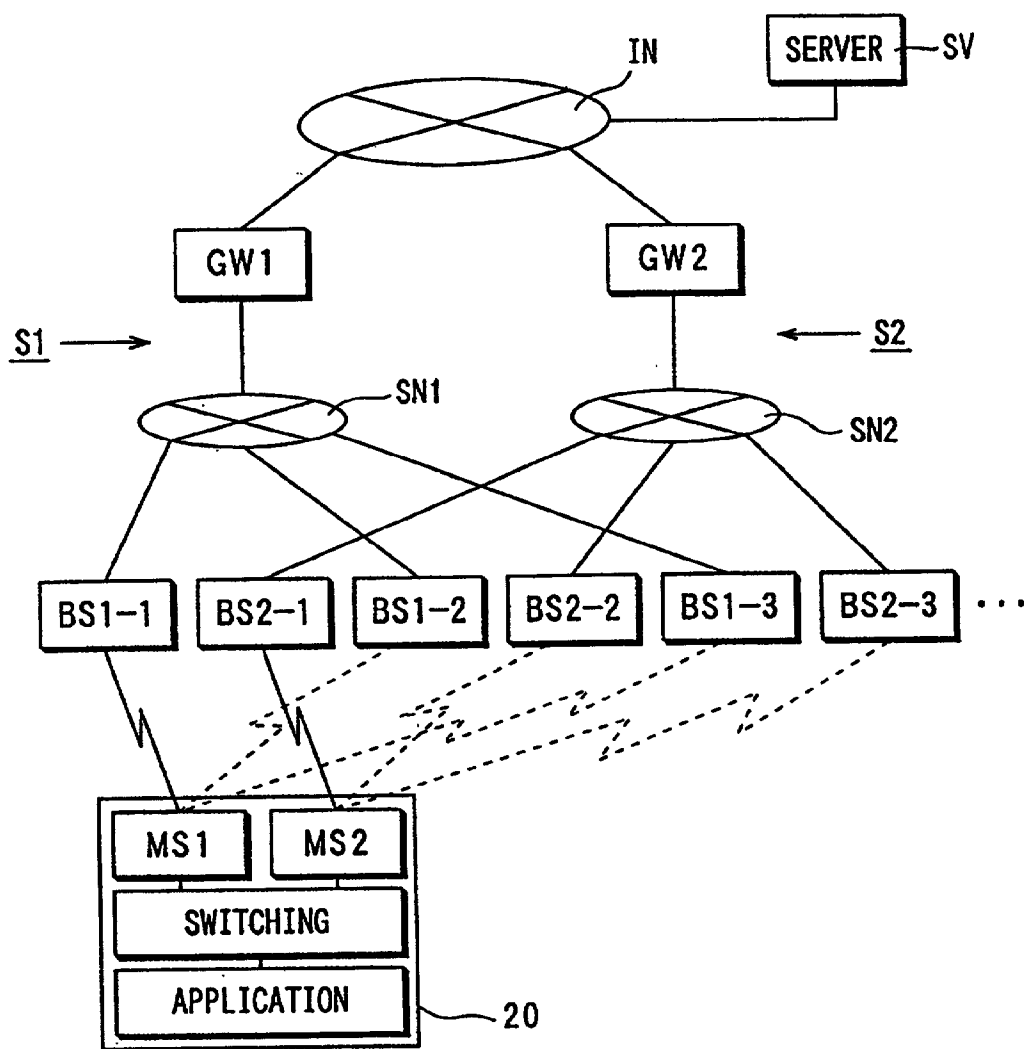 IN
SERVER
SV
GW1
GW2
S1
S2
SN1
SN2
BS1-1
BS2-1
BS1-2
BS2-2
BS1-3
BS2-3
...
MS1
MS2
SWITCHING
APPLICATION
20